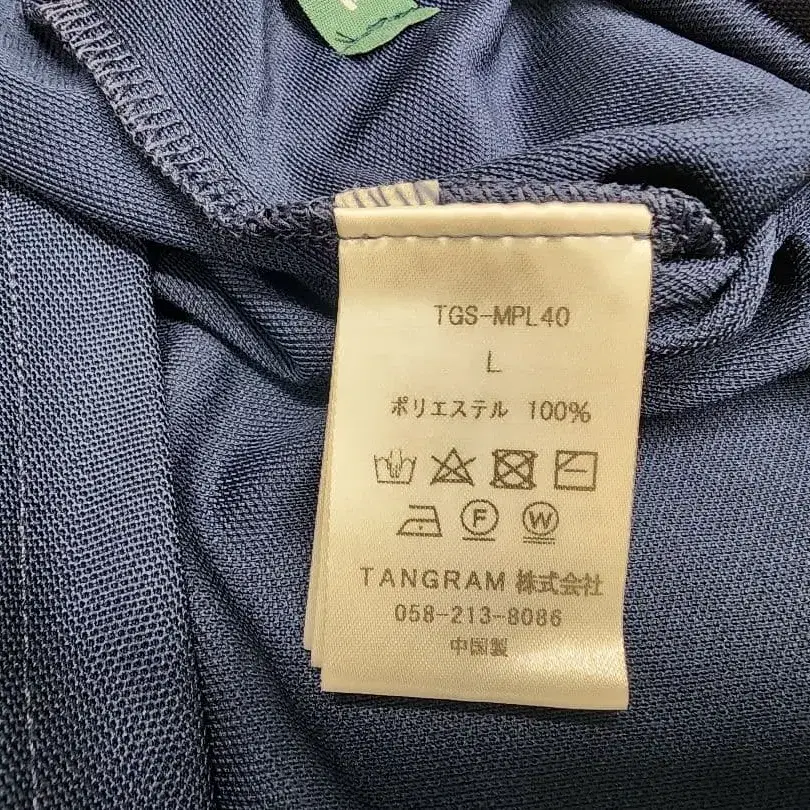 TGS-MPL40
L
ポリエステル 100%
F W
TANGRAM 株式会社
058-213-8086
中国製